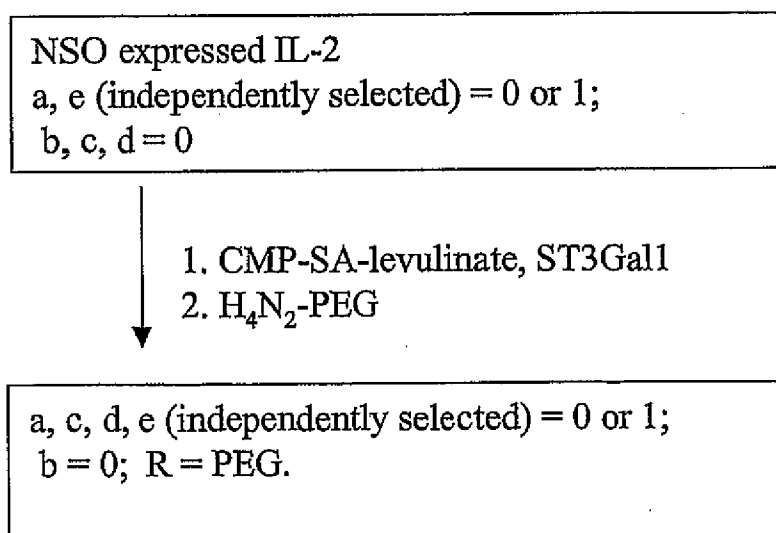 NSO expressed IL-2
a, e (independently selected) = 0 or 1;
b, c, d = 0
1. CMP-SA-levulinate, ST3Gal1
2. H₄N₂-PEG
a, c, d, e (independently selected) = 0 or 1;
b = 0; R = PEG.